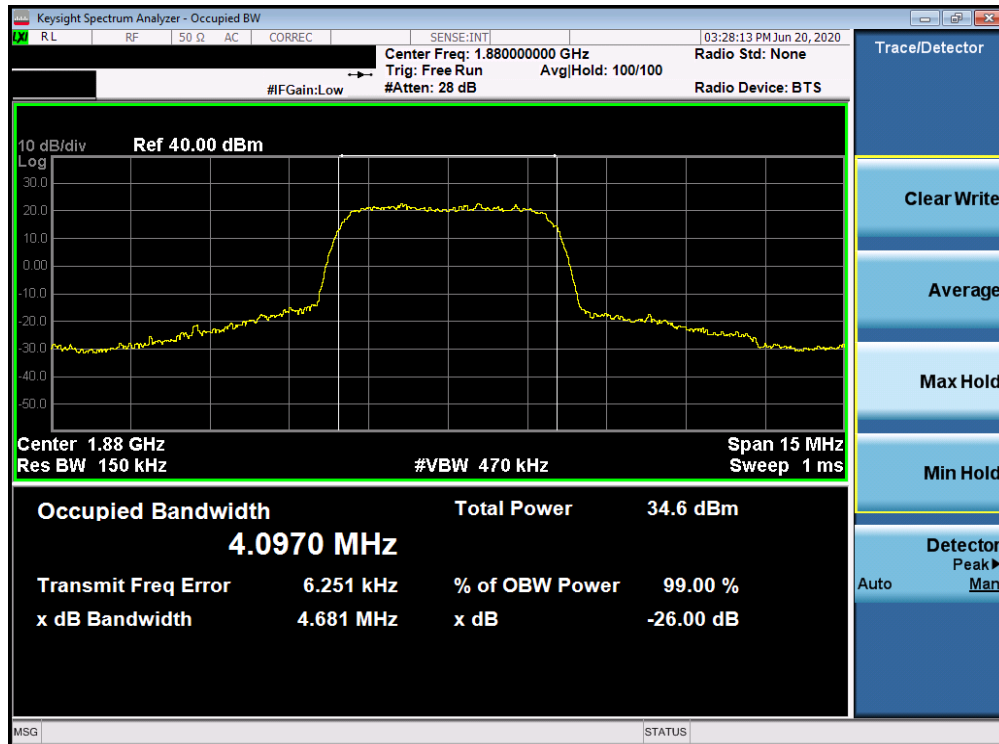 Keysight Spectrum Analyzer - Occupied BW
LXI RL RF 50 Ω AC CORREC SENSE:INT 03:28:13 PM Jun 20, 2020
Center Freq: 1.880000000 GHz Radio Std: None
Trig: Free Run Avg|Hold: 100/100
#IFGain:Low #Atten: 28 dB Radio Device: BTS
10 dB/div Ref 40.00 dBm
Log
30.0
20.0
10.0
0.00
-10.0
-20.0
-30.0
-40.0
-50.0
Center 1.88 GHz Span 15 MHz
Res BW 150 kHz #VBW 470 kHz Sweep 1 ms
Occupied Bandwidth Total Power 34.6 dBm
4.0970 MHz
Transmit Freq Error 6.251 kHz % of OBW Power 99.00 %
x dB Bandwidth 4.681 MHz x dB -26.00 dB
Trace/Detector
Clear Write
Average
Max Hold
Min Hold
Detector
Peak▶
Auto Man
MSG STATUS